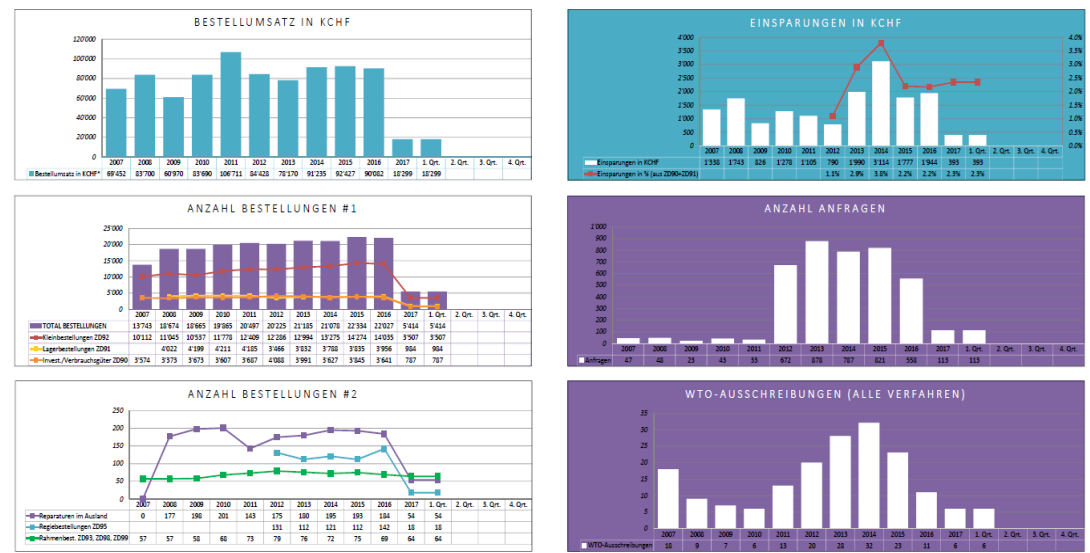 BESTELLUMSATZ IN KCHF
120'000
100'000
80'000
60'000
40'000
20'000
0
2007 2008 2009 2010 2011 2012 2013 2014 2015 2016 2017 1. Qrt. 2. Qrt. 3. Qrt. 4. Qrt.
Bestellumsatz in KCHF* 69'452 83'700 60'970 83'690 106'711 84'428 78'170 91'235 92'427 90'082 18'299 18'299
EINSPARUNGEN IN KCHF
4'000
3'500
3'000
2'500
2'000
1'500
1'000
500
0
4.0%
3.5%
3.0%
2.5%
2.0%
1.5%
1.0%
0.5%
0.0%
2007 2008 2009 2010 2011 2012 2013 2014 2015 2016 2017 1. Qrt. 2. Qrt. 3. Qrt. 4. Qrt.
Einsparungen in KCHF 1'338 1'743 826 1'278 1'105 790 1'990 3'114 1'777 1'944 393 393
Einsparungen in % (aus ZD90+ZD91) 1.1% 2.9% 3.8% 2.2% 2.2% 2.3% 2.3%
ANZAHL BESTELLUNGEN #1
25'000
20'000
15'000
10'000
5'000
0
2007 2008 2009 2010 2011 2012 2013 2014 2015 2016 2017 1. Qrt. 2. Qrt. 3. Qrt. 4. Qrt.
TOTAL BESTELLUNGEN 13'743 18'674 18'665 19'865 20'497 20'225 21'185 21'078 22'334 22'027 5'414 5'414
Kleinbestellungen ZD92 10'112 11'045 10'537 11'778 12'409 12'286 12'994 13'275 14'274 14'035 3'507 3'507
Lagerbestellungen ZD91 4'022 4'199 4'211 4'185 3'466 3'832 3'788 3'835 3'956 984 984
Invest./Verbrauchsgüter ZD90 3'574 3'573 3'673 3'607 3'687 4'088 3'991 3'627 3'845 3'641 787 787
ANZAHL ANFRAGEN
1'000
900
800
700
600
500
400
300
200
100
0
2007 2008 2009 2010 2011 2012 2013 2014 2015 2016 2017 1. Qrt. 2. Qrt. 3. Qrt. 4. Qrt.
Anfragen 47 48 23 43 33 672 878 787 821 558 113 113
ANZAHL BESTELLUNGEN #2
250
200
150
100
50
0
2007 2008 2009 2010 2011 2012 2013 2014 2015 2016 2017 1. Qrt. 2. Qrt. 3. Qrt. 4. Qrt.
Reparaturen im Ausland 0 177 198 201 143 175 180 195 193 184 54 54
Regiebestellungen ZD95 131 112 121 112 142 18 18
Rahmenbest. ZD93, ZD98, ZD99 57 57 58 68 73 79 76 72 75 69 64 64
WTO-AUSSCHREIBUNGEN (ALLE VERFAHREN)
35
30
25
20
15
10
5
0
2007 2008 2009 2010 2011 2012 2013 2014 2015 2016 2017 1. Qrt. 2. Qrt. 3. Qrt. 4. Qrt.
WTO-Ausschreibungen 18 9 7 6 13 20 28 32 23 11 6 6